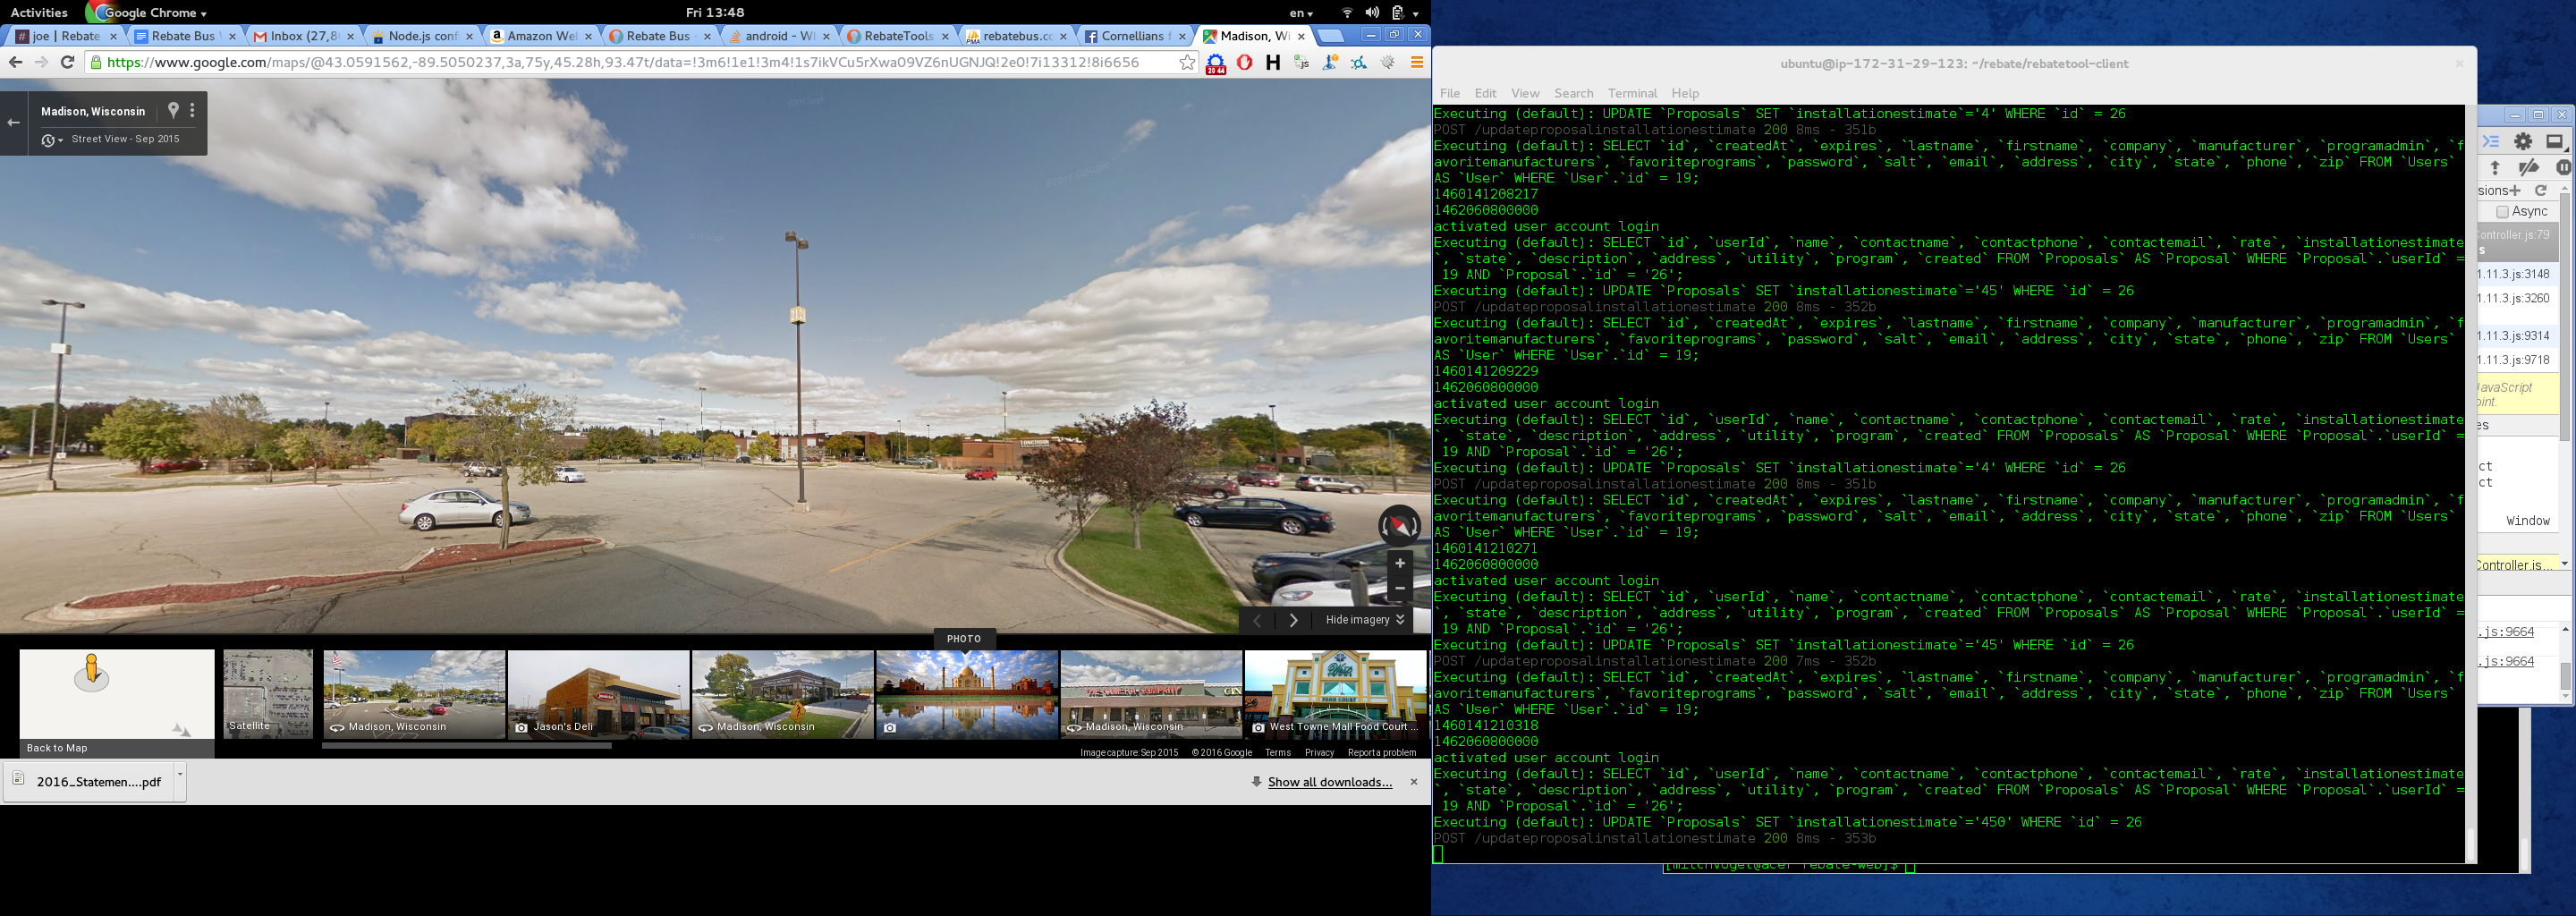 Activities
Google Chrome
Fri 13:48
en
joe | Rebate
Rebate Bus
Inbox (27,8
Node.js conf
Amazon We
Rebate Bus
android - W
RebateTools
rebatebus.cc
Cornellians f
Madison, Wi
https://www.google.com/maps/@43.0591562,-89.5050237,3a,75y,45.28h,93.47t/data=!3m6!1e1!3m4!1s7ikVCu5rXwa09VZ6nUGNJQ!2e0!7i13312!8i6656
20 44
Madison, Wisconsin
Street View - Sep 2015
Hide imagery
PHOTO
Back to Map
Satellite
Madison, Wisconsin
Jason's Deli
Madison, Wisconsin
Madison, Wisconsin
West Towne Mall Food Court ...
Image capture: Sep 2015 © 2016 Google Terms Privacy Report a problem
2016_Statemen....pdf
Show all downloads...
ubuntu@ip-172-31-29-123: ~/rebate/rebatetool-client
File Edit View Search Terminal Help
Executing (default): UPDATE `Proposals` SET `installationestimate`='4' WHERE `id` = 26
POST /updateproposalinstallationestimate 200 8ms - 351b
Executing (default): SELECT `id`, `createdAt`, `expires`, `lastname`, `firstname`, `company`, `manufacturer`, `programadmin`, `f
avoritemanufacturers`, `favoriteprograms`, `password`, `salt`, `email`, `address`, `city`, `state`, `phone`, `zip` FROM `Users`
AS `User` WHERE `User`.`id` = 19;
1460141208217
1462060800000
activated user account login
Executing (default): SELECT `id`, `userId`, `name`, `contactname`, `contactphone`, `contactemail`, `rate`, `installationestimate
`, `state`, `description`, `address`, `utility`, `program`, `created` FROM `Proposals` AS `Proposal` WHERE `Proposal`.`userId` =
19 AND `Proposal`.`id` = '26';
Executing (default): UPDATE `Proposals` SET `installationestimate`='45' WHERE `id` = 26
POST /updateproposalinstallationestimate 200 8ms - 352b
Executing (default): SELECT `id`, `createdAt`, `expires`, `lastname`, `firstname`, `company`, `manufacturer`, `programadmin`, `f
avoritemanufacturers`, `favoriteprograms`, `password`, `salt`, `email`, `address`, `city`, `state`, `phone`, `zip` FROM `Users`
AS `User` WHERE `User`.`id` = 19;
1460141209229
1462060800000
activated user account login
Executing (default): SELECT `id`, `userId`, `name`, `contactname`, `contactphone`, `contactemail`, `rate`, `installationestimate
`, `state`, `description`, `address`, `utility`, `program`, `created` FROM `Proposals` AS `Proposal` WHERE `Proposal`.`userId` =
19 AND `Proposal`.`id` = '26';
Executing (default): UPDATE `Proposals` SET `installationestimate`='4' WHERE `id` = 26
POST /updateproposalinstallationestimate 200 8ms - 351b
Executing (default): SELECT `id`, `createdAt`, `expires`, `lastname`, `firstname`, `company`, `manufacturer`, `programadmin`, `f
avoritemanufacturers`, `favoriteprograms`, `password`, `salt`, `email`, `address`, `city`, `state`, `phone`, `zip` FROM `Users`
AS `User` WHERE `User`.`id` = 19;
1460141210271
1462060800000
activated user account login
Executing (default): SELECT `id`, `userId`, `name`, `contactname`, `contactphone`, `contactemail`, `rate`, `installationestimate
`, `state`, `description`, `address`, `utility`, `program`, `created` FROM `Proposals` AS `Proposal` WHERE `Proposal`.`userId` =
19 AND `Proposal`.`id` = '26';
Executing (default): UPDATE `Proposals` SET `installationestimate`='45' WHERE `id` = 26
POST /updateproposalinstallationestimate 200 7ms - 352b
Executing (default): SELECT `id`, `createdAt`, `expires`, `lastname`, `firstname`, `company`, `manufacturer`, `programadmin`, `f
avoritemanufacturers`, `favoriteprograms`, `password`, `salt`, `email`, `address`, `city`, `state`, `phone`, `zip` FROM `Users`
AS `User` WHERE `User`.`id` = 19;
1460141210318
1462060800000
activated user account login
Executing (default): SELECT `id`, `userId`, `name`, `contactname`, `contactphone`, `contactemail`, `rate`, `installationestimate
`, `state`, `description`, `address`, `utility`, `program`, `created` FROM `Proposals` AS `Proposal` WHERE `Proposal`.`userId` =
19 AND `Proposal`.`id` = '26';
Executing (default): UPDATE `Proposals` SET `installationestimate`='450' WHERE `id` = 26
POST /updateproposalinstallationestimate 200 8ms - 353b
[mitchvogel@acer rebate-web]$
sions
Async
Controller.js:79
s
1.11.3.js:3148
1.11.3.js:3260
1.11.3.js:9314
1.11.3.js:9718
JavaScript
oint.
es
ct
ct
Window
Controller.js...
.js:9664
.js:9664